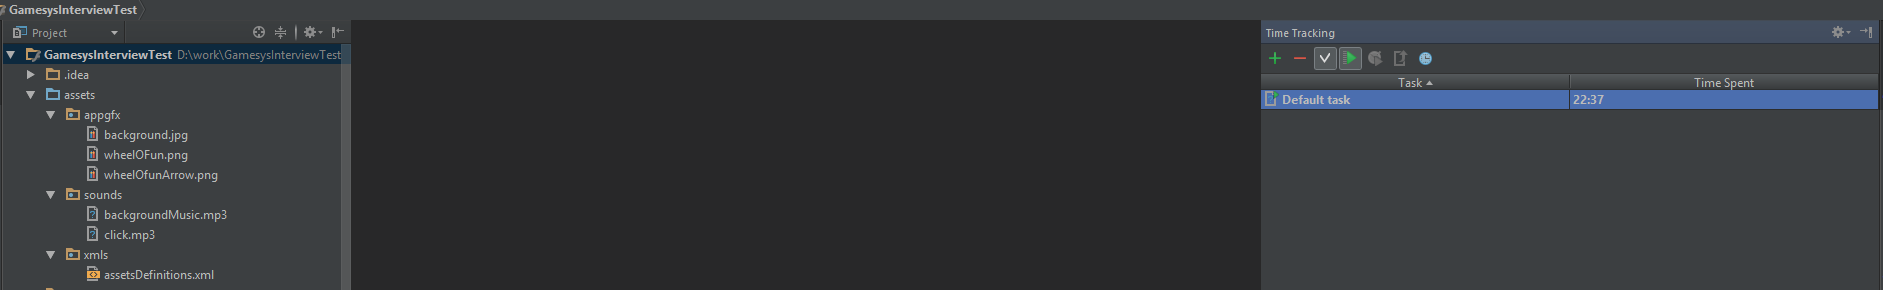 GamesysInterviewTest
Project
GamesysInterviewTest D:\work\GamesysInterviewTest
.idea
assets
appgfx
background.jpg
wheelOFun.png
wheelOfunArrow.png
sounds
backgroundMusic.mp3
click.mp3
xmls
assetsDefinitions.xml
Time Tracking
Task Time Spent
Default task 22:37